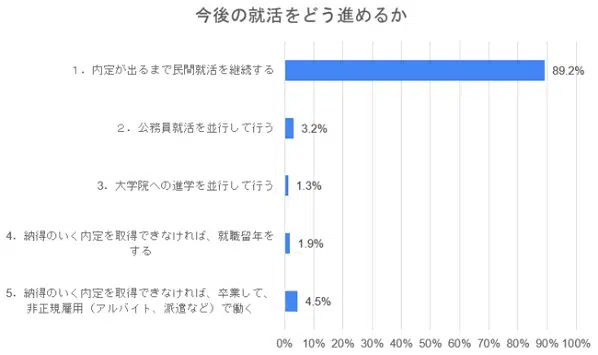 今後の就活をどう進めるか
１．内定が出るまで民間就活を継続する
89.2%
２．公務員就活を並行して行う
3.2%
３．大学院への進学を並行して行う
1.3%
4．納得のいく内定を取得できなければ、就職留年を
する
1.9%
5．納得のいく内定を取得できなければ、卒業して、
非正規雇用（アルバイト、派遣など）で働く
4.5%
0% 10% 20% 30% 40% 50% 60% 70% 80% 90% 100%